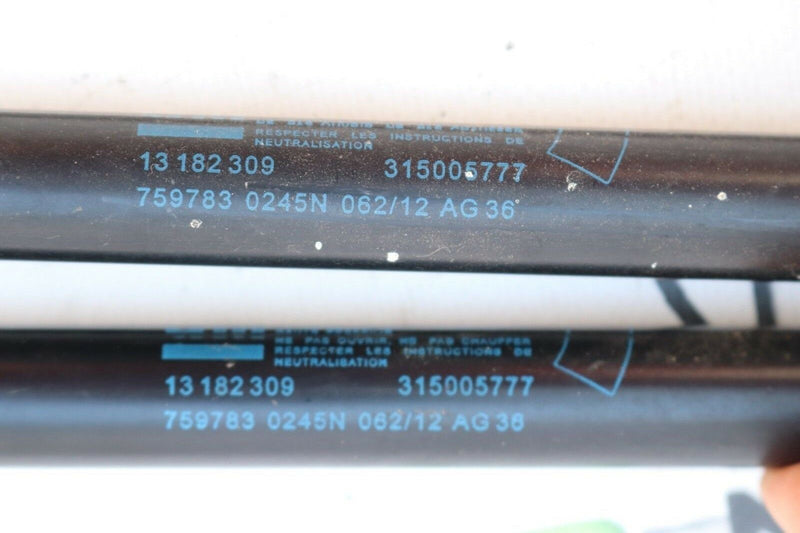 RESPECTER LES INSTRUCTIONS DE
NEUTRALISATION
13 182 309 315005777
759783 0245N 062/12 AG 36
NE PAS OUVRIR. NE PAS CHAUFFER
RESPECTER LES INSTRUCTIONS DE
NEUTRALISATION
13 182 309 315005777
759783 0245N 062/12 AG 36